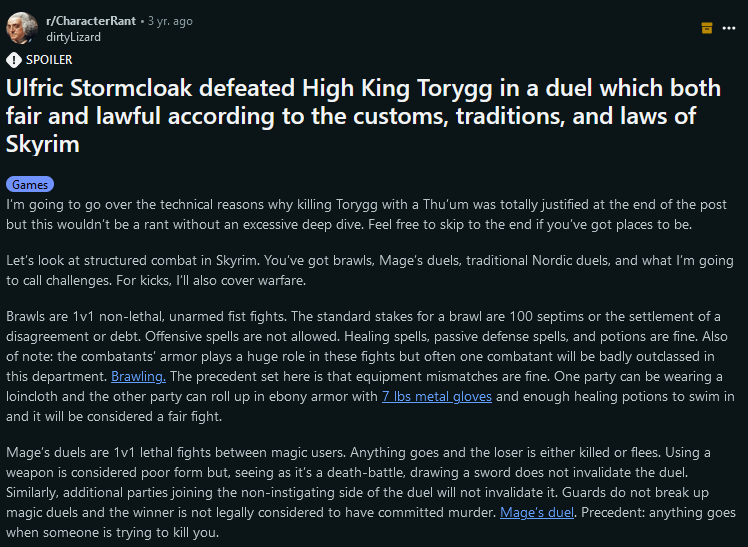 r/CharacterRant • 3 yr. ago
dirtyLizard
SPOILER
Ulfric Stormcloak defeated High King Torygg in a duel which both
fair and lawful according to the customs, traditions, and laws of
Skyrim
Games
I'm going to go over the technical reasons why killing Torygg with a Thu'um was totally justified at the end of the post
but this wouldn't be a rant without an excessive deep dive. Feel free to skip to the end if you've got places to be.
Let's look at structured combat in Skyrim. You've got brawls, Mage's duels, traditional Nordic duels, and what I'm going
to call challenges. For kicks, I'll also cover warfare.
Brawls are 1v1 non-lethal, unarmed fist fights. The standard stakes for a brawl are 100 septims or the settlement of a
disagreement or debt. Offensive spells are not allowed. Healing spells, passive defense spells, and potions are fine. Also
of note: the combatants' armor plays a huge role in these fights but often one combatant will be badly outclassed in
this department. Brawling. The precedent set here is that equipment mismatches are fine. One party can be wearing a
loincloth and the other party can roll up in ebony armor with 7 lbs metal gloves and enough healing potions to swim in
and it will be considered a fair fight.
Mage's duels are 1v1 lethal fights between magic users. Anything goes and the loser is either killed or flees. Using a
weapon is considered poor form but, seeing as it's a death-battle, drawing a sword does not invalidate the duel.
Similarly, additional parties joining the non-instigating side of the duel will not invalidate it. Guards do not break up
magic duels and the winner is not legally considered to have committed murder. Mage's duel. Precedent: anything goes
when someone is trying to kill you.